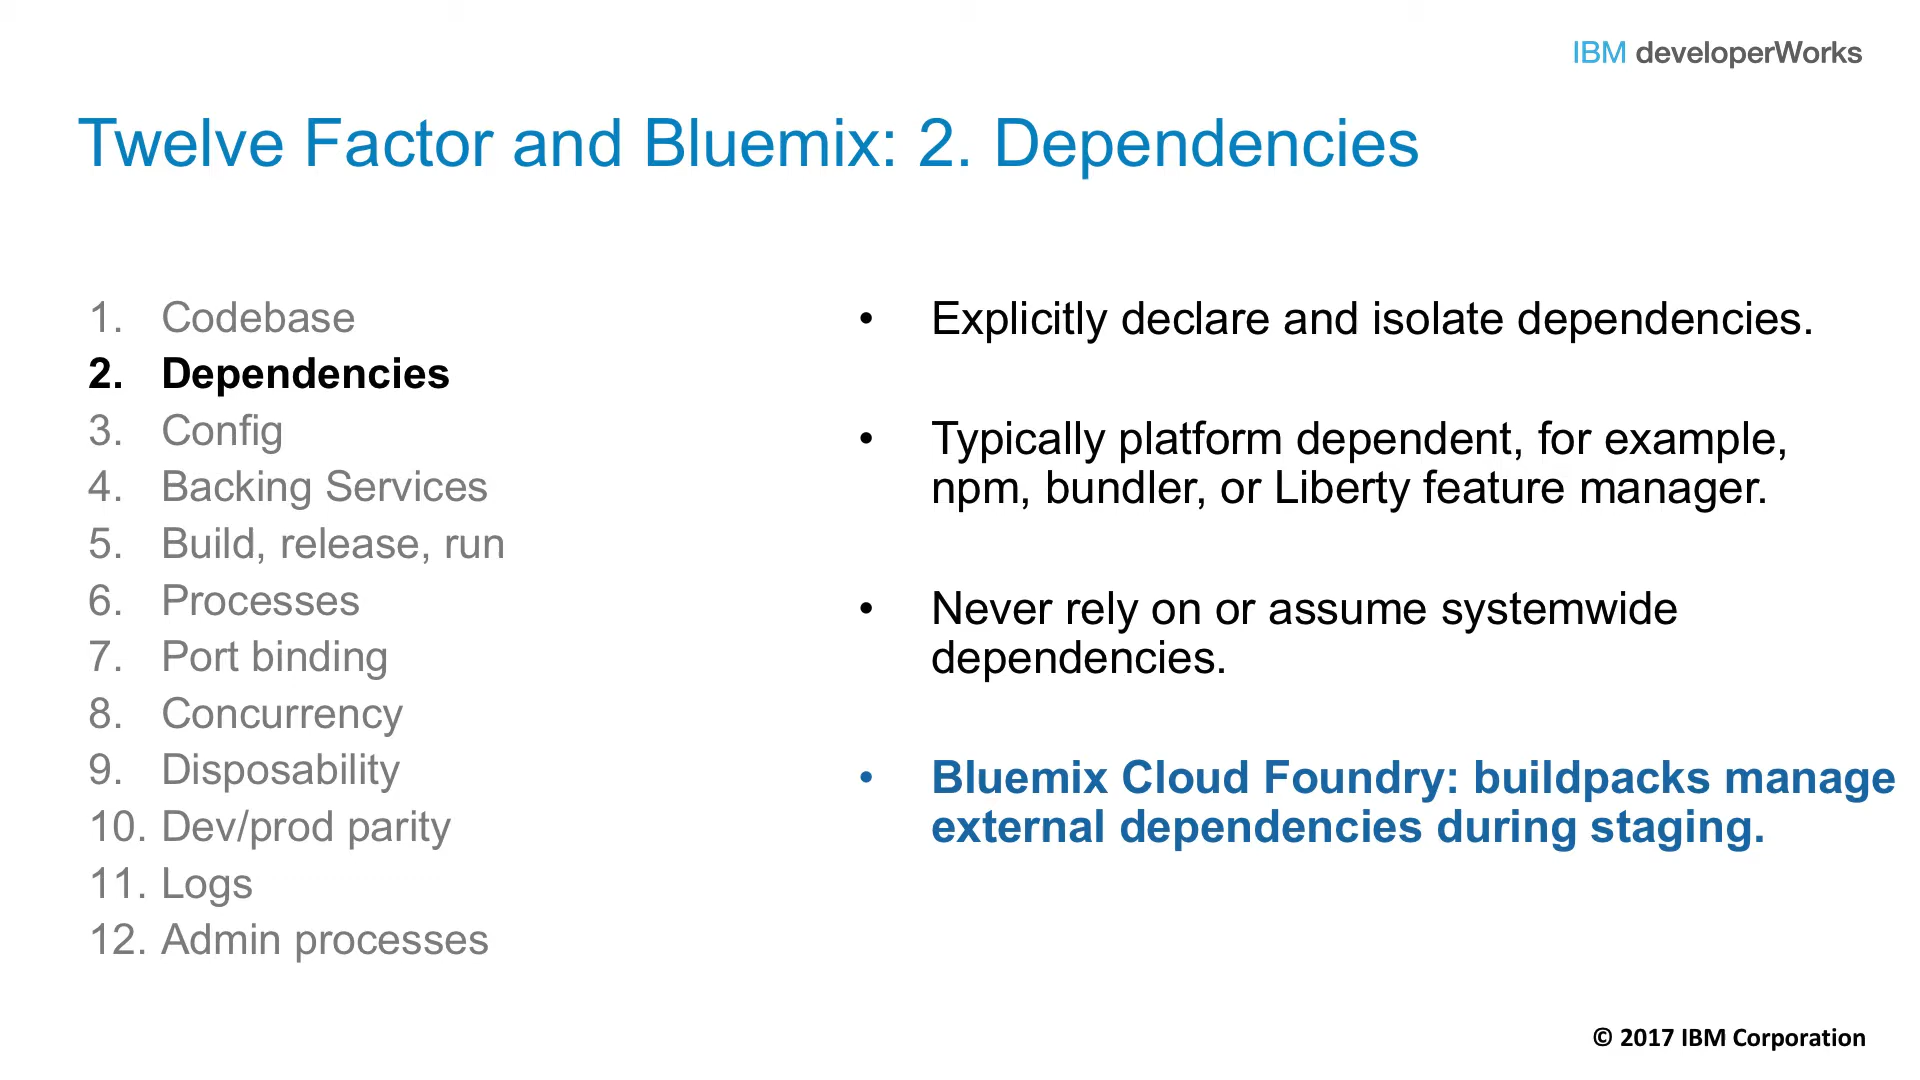 IBM developerWorks
Twelve Factor and Bluemix: 2. Dependencies
1. Codebase
2. Dependencies
3. Config
4. Backing Services
5. Build, release, run
6. Processes
7. Port binding
8. Concurrency
9. Disposability
10. Dev/prod parity
11. Logs
12. Admin processes
• Explicitly declare and isolate dependencies.
• Typically platform dependent, for example,
npm, bundler, or Liberty feature manager.
• Never rely on or assume systemwide
dependencies.
• Bluemix Cloud Foundry: buildpacks manage
external dependencies during staging.
© 2017 IBM Corporation